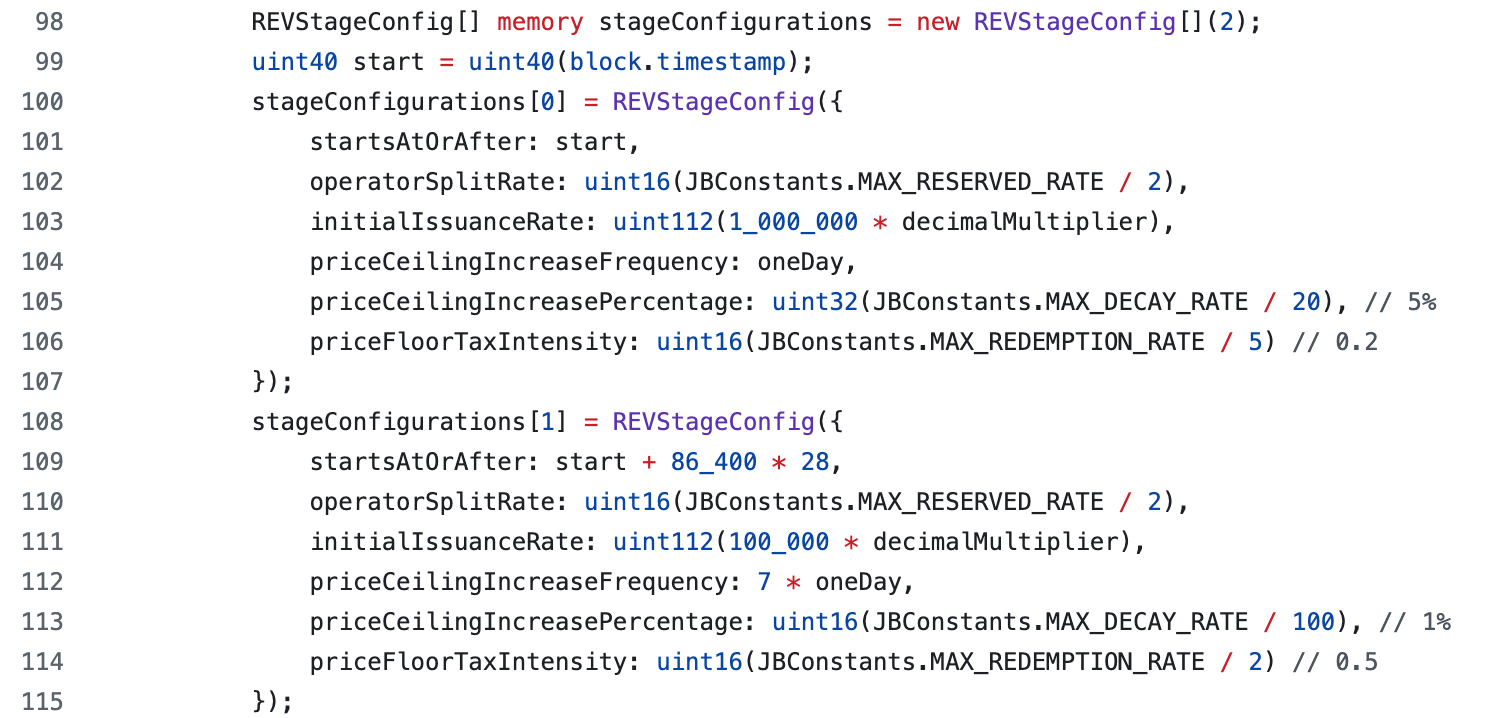 98 REVStageConfig[] memory stageConfigurations = new REVStageConfig[](2);
99 uint40 start = uint40(block.timestamp);
100 stageConfigurations[0] = REVStageConfig({
101 startsAtOrAfter: start,
102 operatorSplitRate: uint16(JBConstants.MAX_RESERVED_RATE / 2),
103 initialIssuanceRate: uint112(1_000_000 * decimalMultiplier),
104 priceCeilingIncreaseFrequency: oneDay,
105 priceCeilingIncreasePercentage: uint32(JBConstants.MAX_DECAY_RATE / 20), // 5%
106 priceFloorTaxIntensity: uint16(JBConstants.MAX_REDEMPTION_RATE / 5) // 0.2
107 });
108 stageConfigurations[1] = REVStageConfig({
109 startsAtOrAfter: start + 86_400 * 28,
110 operatorSplitRate: uint16(JBConstants.MAX_RESERVED_RATE / 2),
111 initialIssuanceRate: uint112(100_000 * decimalMultiplier),
112 priceCeilingIncreaseFrequency: 7 * oneDay,
113 priceCeilingIncreasePercentage: uint16(JBConstants.MAX_DECAY_RATE / 100), // 1%
114 priceFloorTaxIntensity: uint16(JBConstants.MAX_REDEMPTION_RATE / 2) // 0.5
115 });